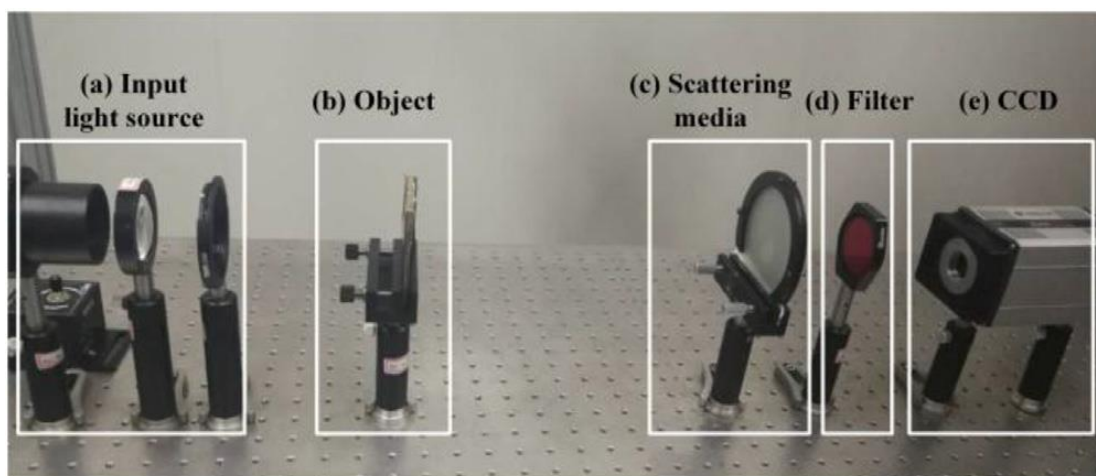 (a) Input
light source
(b) Object
(c) Scattering
media
(d) Filter
(e) CCD